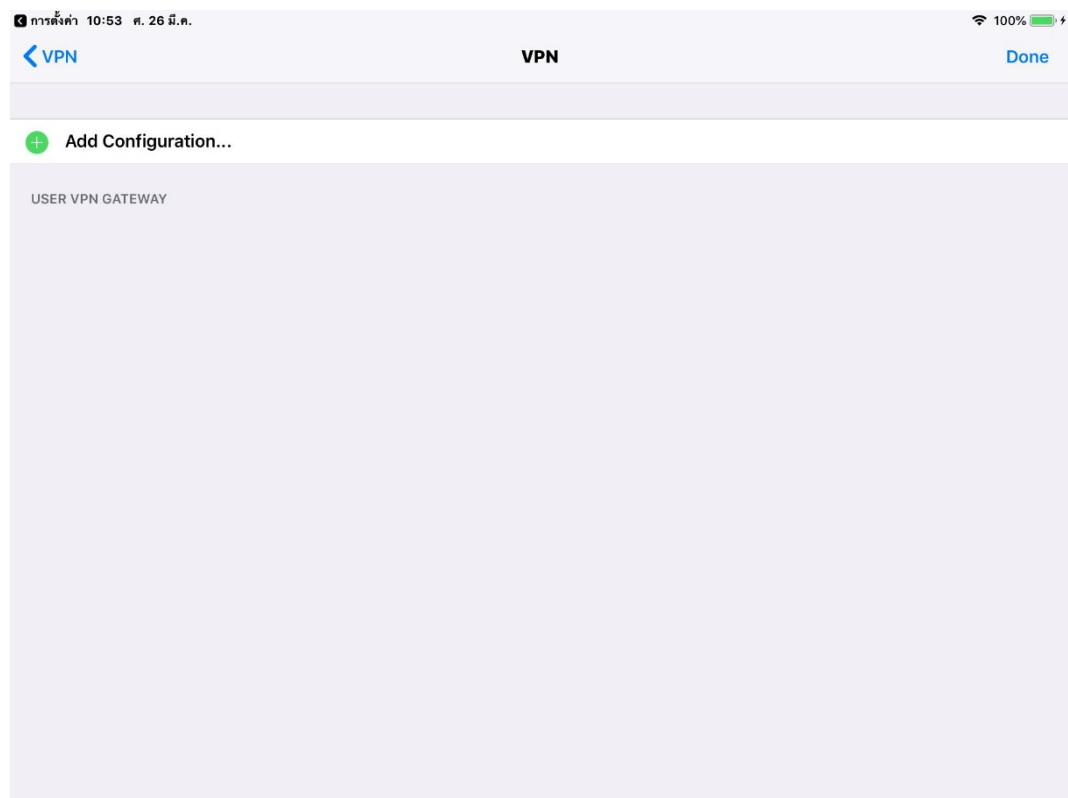 การตั้งค่า 10:53 ศ. 26 มี.ค. 100%
VPN VPN Done
Add Configuration...
USER VPN GATEWAY